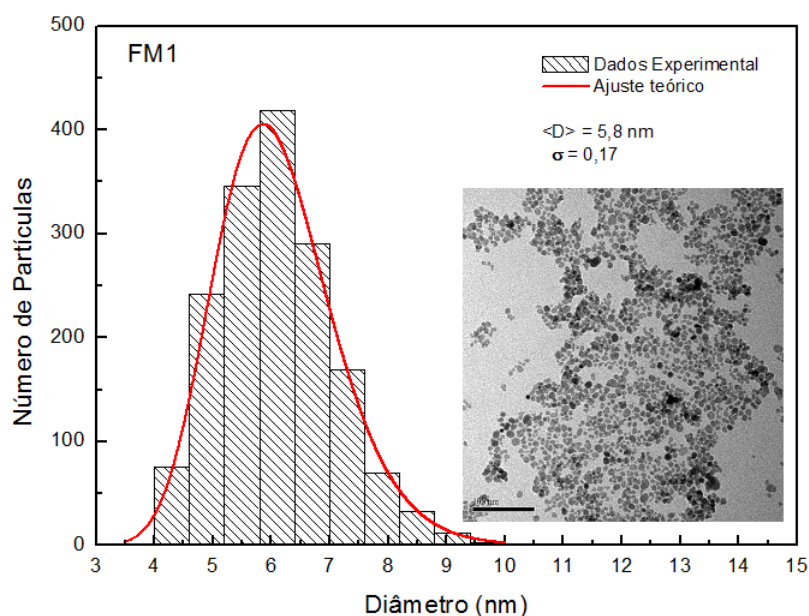 FM1
Dados Experimental
Ajuste teórico
<D> = 5,8 nm
σ = 0,17
Número de Partículas
500
400
300
200
100
0
3 4 5 6 7 8 9 10 11 12 13 14 15
Diâmetro (nm)